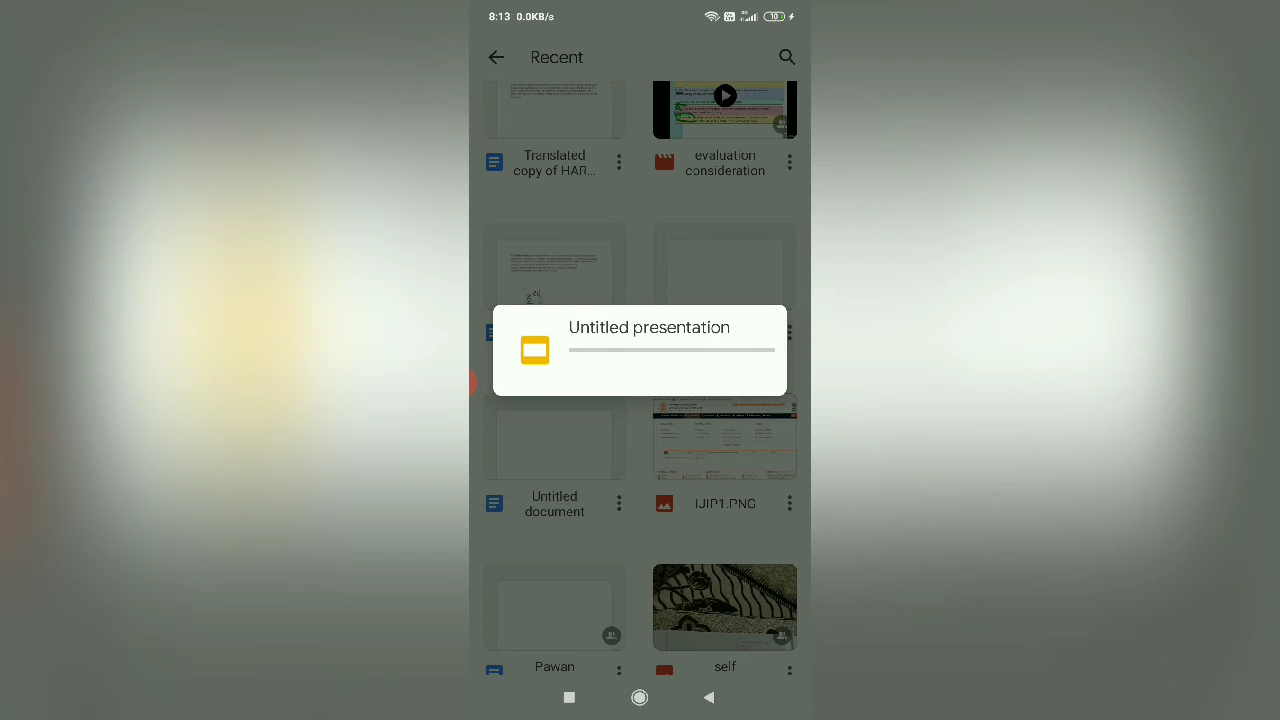 8:13 0.0KB/s
10
Recent
Translated
copy of HAR...
evaluation
consideration
Untitled presentation
Untitled
document
IJIP1.PNG
Pawan
self